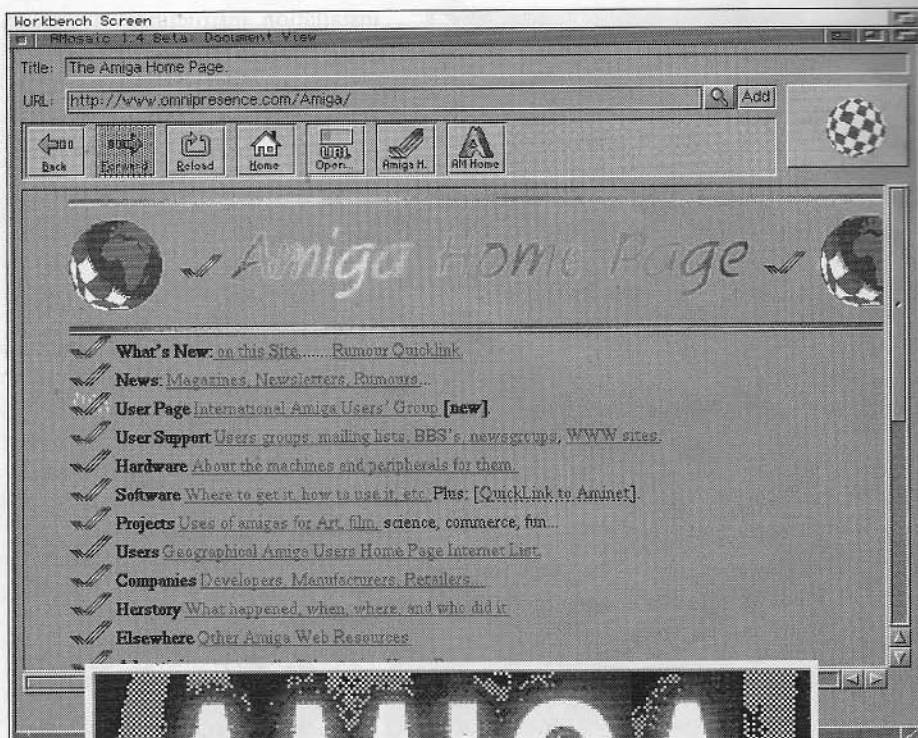 Workbench Screen
AMosaic 1.4 Beta: Document View
Title: The Amiga Home Page.
URL: http://www.omnipresence.com/Amiga/ Add
Back Forward Reload Home URL Open... Amiga H. AM Home
Amiga Home Page
What's New: on this Site....... Rumour Quicklink.
News: Magazines, Newsletters, Rumours...
User Page International Amiga Users' Group [new].
User Support Users groups, mailing lists, BBS's, newsgroups, WWW sites.
Hardware About the machines and peripherals for them.
Software Where to get it, how to use it, etc. Plus: [QuickLink to Aminet].
Projects Uses of amigas for Art, film, science, commerce, fun...
Users Geographical Amiga Users Home Page Internet List.
Companies Developers, Manufacturers, Retailers...
Herstory What happened, when, where, and who did it
Elsewhere Other Amiga Web Resources
AMIGA